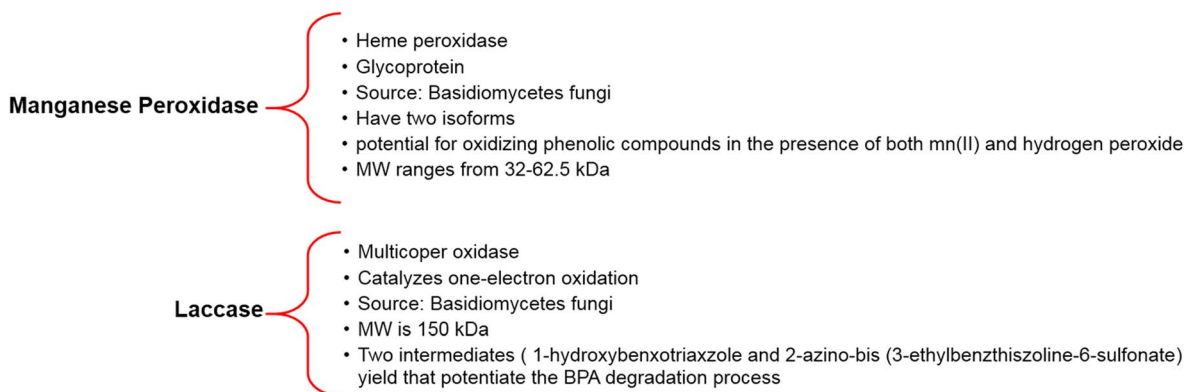 Manganese Peroxidase
• Heme peroxidase
• Glycoprotein
• Source: Basidiomycetes fungi
• Have two isoforms
• potential for oxidizing phenolic compounds in the presence of both mn(II) and hydrogen peroxide
• MW ranges from 32-62.5 kDa
Laccase
• Multicoper oxidase
• Catalyzes one-electron oxidation
• Source: Basidiomycetes fungi
• MW is 150 kDa
• Two intermediates ( 1-hydroxybenxotriaxzole and 2-azino-bis (3-ethylbenzthiszoline-6-sulfonate)
yield that potentiate the BPA degradation process